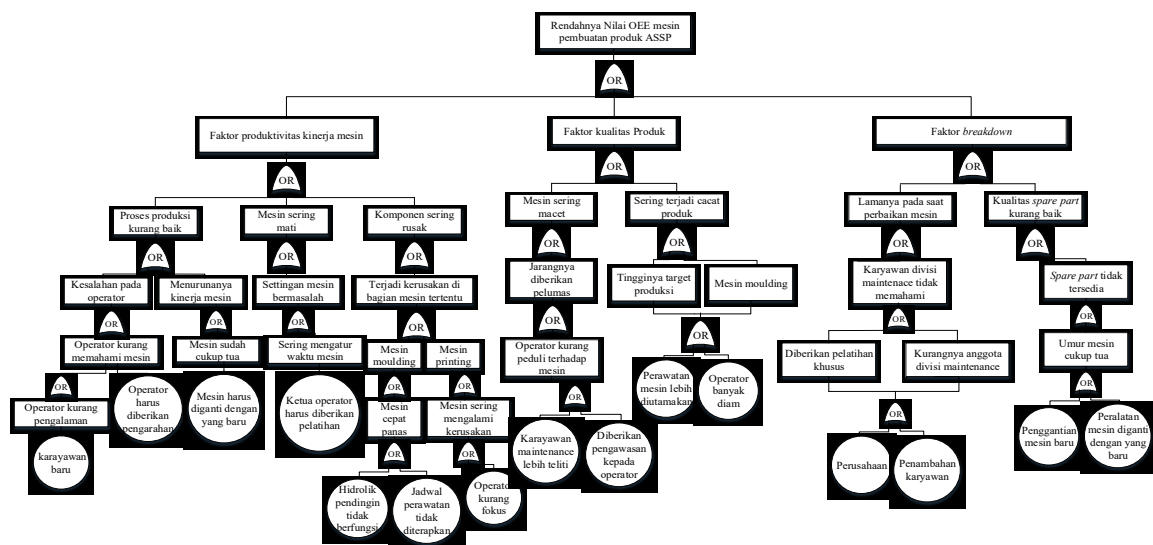 Rendahnya Nilai OEE mesin
pembuatan produk ASSP
OR
Faktor produktivitas kinerja mesin
Faktor kualitas Produk
Faktor breakdown
OR
OR
OR
Proses produksi
kurang baik
Mesin sering
mati
Komponen sering
rusak
Mesin sering
macet
Sering terjadi cacat
produk
Lamanya pada saat
perbaikan mesin
Kualitas spare part
kurang baik
OR
OR
OR
OR
OR
OR
OR
Kesalahan pada
operator
Menurunanya
kinerja mesin
Settingan mesin
bermasalah
Terjadi kerusakan di
bagian mesin tertentu
Jarangnya
diberikan
pelumas
Tingginya target
produksi
Mesin moulding
Karyawan divisi
maintenace tidak
memahami
Spare part tidak
tersedia
OR
OR
OR
OR
OR
OR
OR
OR
Operator kurang
memahami mesin
Mesin sudah
cukup tua
Sering mengatur
waktu mesin
Mesin
moulding
Mesin
printing
Operator kurang
peduli terhadap
mesin
Diberikan pelatihan
khusus
Kurangnya anggota
divisi maintenance
Umur mesin
cukup tua
OR
OR
OR
OR
OR
OR
Operator kurang
pengalaman
Operator
harus
diberikan
pengarahan
Mesin harus
diganti dengan
yang baru
Ketua operator
harus diberikan
pelatihan
Mesin
cepat
panas
Mesin sering
mengalami
kerusakan
Perawatan
mesin lebih
diutamakan
Operator
banyak
diam
OR
OR
karayawan
baru
Hidrolik
pendingin
tidak
berfungsi
Jadwal
perawatan
tidak
diterapkan
Operator
kurang
fokus
Karayawan
maintenance
lebih teliti
Diberikan
pengawasan
kepada
operator
Perusahaan
Penambahan
karyawan
Penggantian
mesin baru
Peralatan
mesin diganti
dengan yang
baru